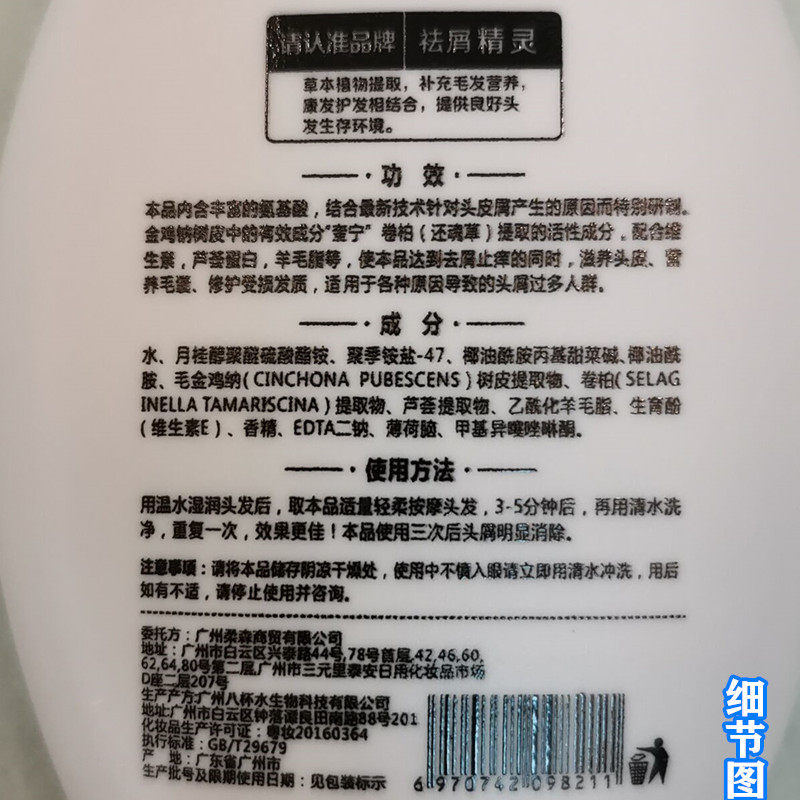 请认准品牌 祛屑精灵
草本植物提取，补充毛发营养，
康发护发相结合，提供良好头
发生存环境。
功 效
本品内含丰富的氨基酸，结合最新技术针对头皮屑产生的原因而特别研制。
金鸡钠树皮中的有效成分“奎宁”卷柏（还魂草）提取的活性成分，配合维
生素，芦荟蛋白，羊毛脂等，使本品达到去屑止痒的同时，滋养头皮、营
养毛囊、修护受损发质，适用于各种原因导致的头屑过多人群。
成 分
水、月桂醇聚醚硫酸酯铵、聚季铵盐-47、椰油酰胺丙基甜菜碱、椰油酰
胺、毛金鸡纳(CINCHONA PUBESCENS)树皮提取物、卷柏(SELAG
INELLA TAMARISCINA)提取物、芦荟提取物、乙酰化羊毛脂、生育酚
(维生素E)、香精、EDTA二钠、薄荷脑、甲基异噻唑啉酮。
使用方法
用温水湿润头发后，取本品适量轻柔按摩头发，3-5分钟后，再用清水洗
净，重复一次，效果更佳！本品使用三次后头屑明显消除。
注意事项：请将本品储存阴凉干燥处，使用中不慎入眼请立即用清水冲洗，用后
如有不适，请停止使用并咨询。
委托方：广州柔森商贸有限公司
地址：广州市白云区兴泰路44号,78号首层,42,46,60,
62,64,80号第二层,广州市三元里泰安日用化妆品市场
D座二层207号
生产产方:广州八杯水生物科技有限公司
地址:广州市白云区钟落潭良田南路88号201
化妆品生产许可证：粤妆20160364
执行标准：GB/T29679
产 地：广东省广州市
生产批号及限期使用日期：见包装标示
6 970742 098211
细节图